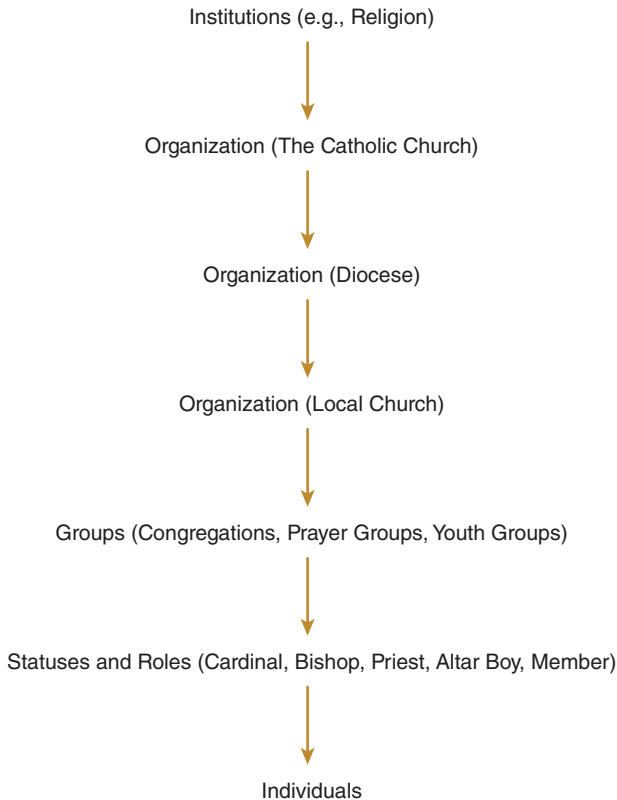 Institutions (e.g., Religion)
Organization (The Catholic Church)
Organization (Diocese)
Organization (Local Church)
Groups (Congregations, Prayer Groups, Youth Groups)
Statuses and Roles (Cardinal, Bishop, Priest, Altar Boy, Member)
Individuals